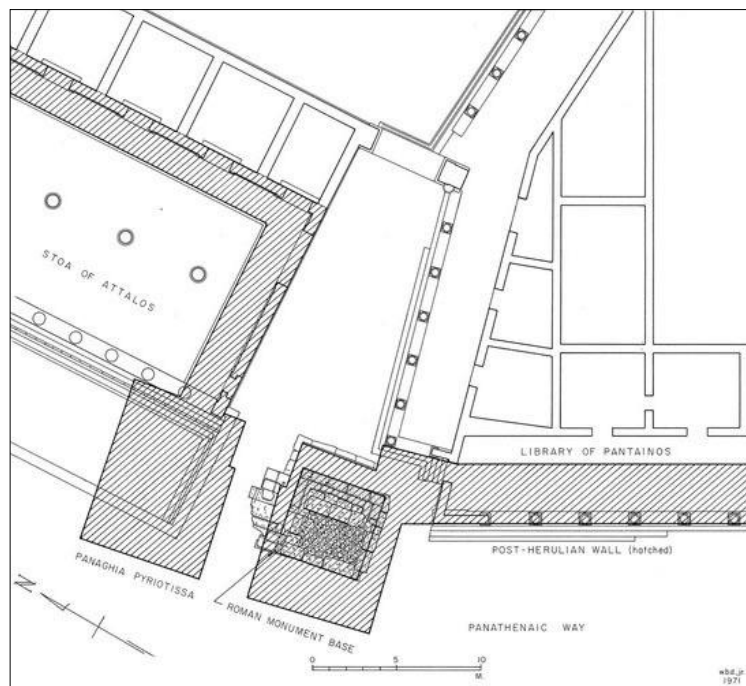 STOA OF ATTALOS
LIBRARY OF PANTAINOS
POST-HERULIAN WALL (hatched)
PANAGHIA PYRIOTISSA
ROMAN MONUMENT BASE
N
PANATHENAIC WAY
0 5 10
M.
wbd.jr.
1971